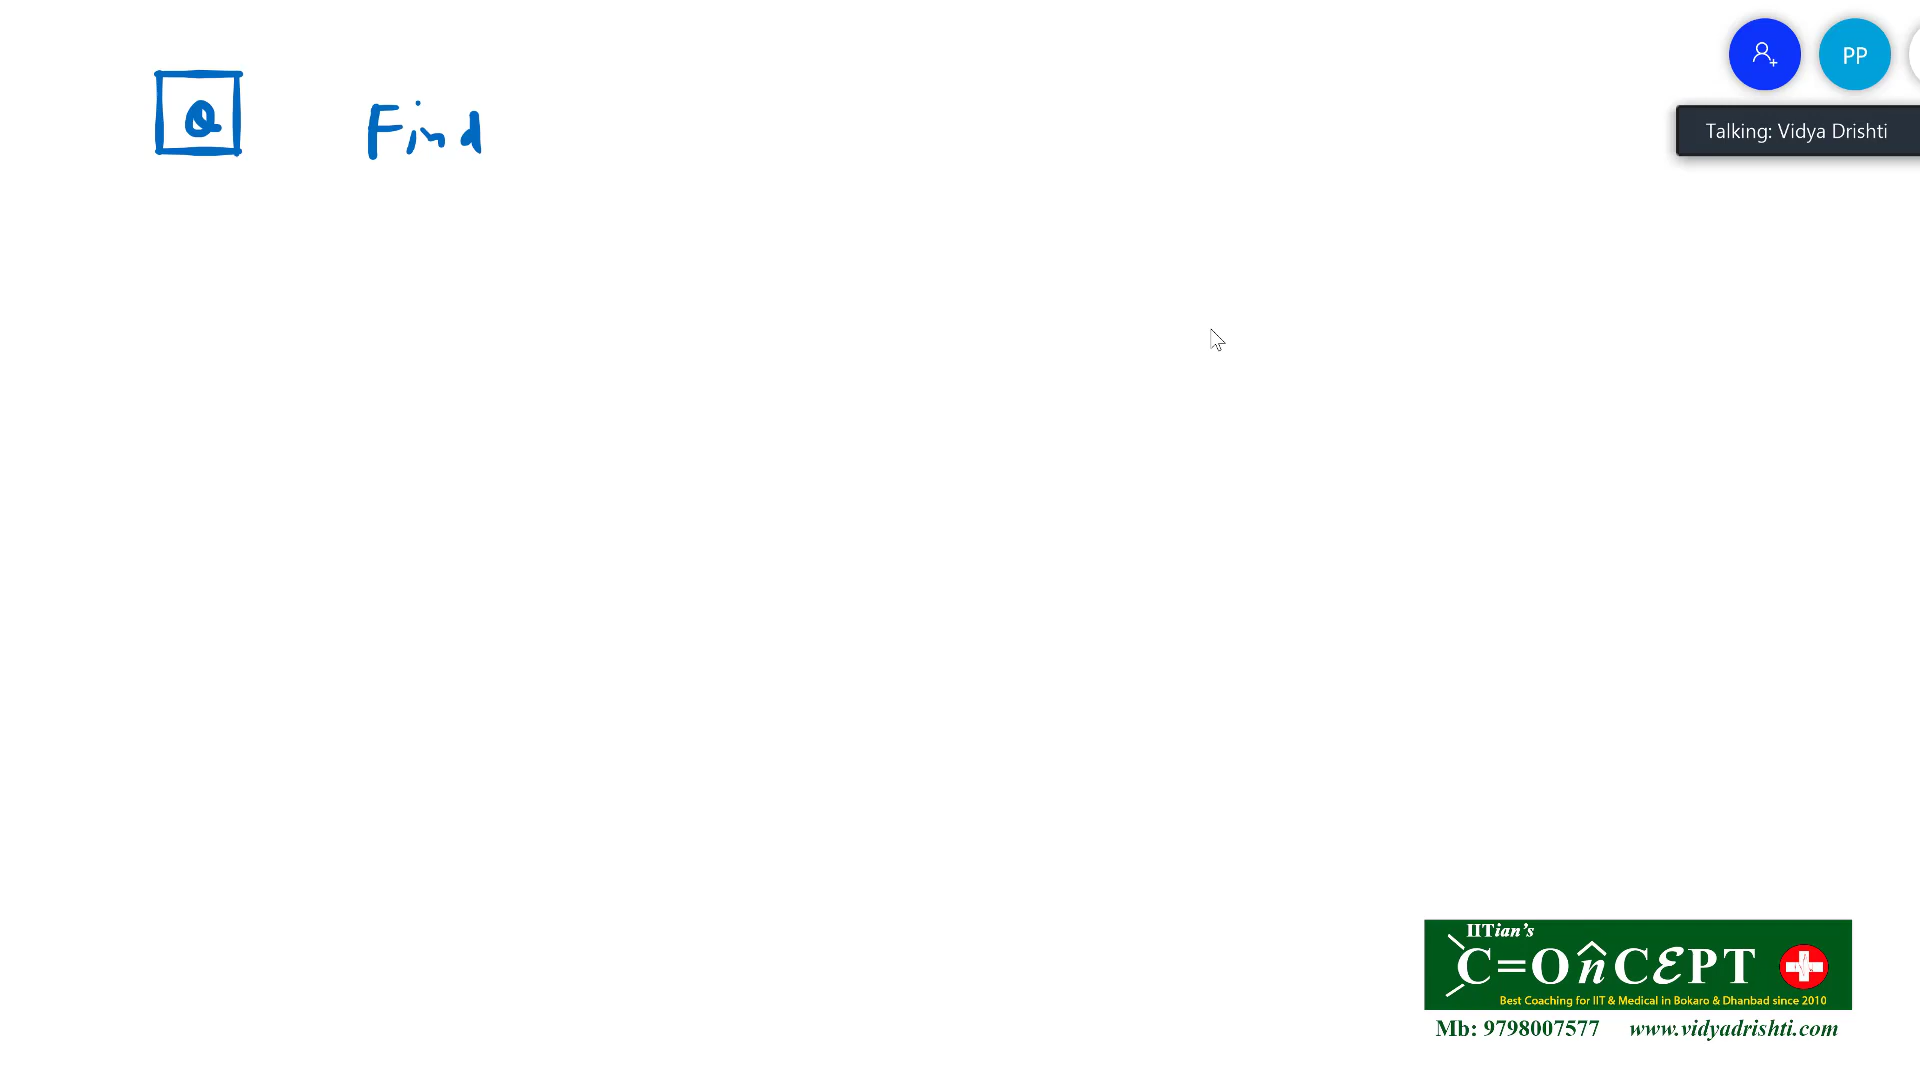 Q Find
PP
Talking: Vidya Drishti
IITian's
C=OnCEPT
Best Coaching for IIT & Medical in Bokaro & Dhanbad since 2010
Mb: 9798007577 www.vidyadrishti.com